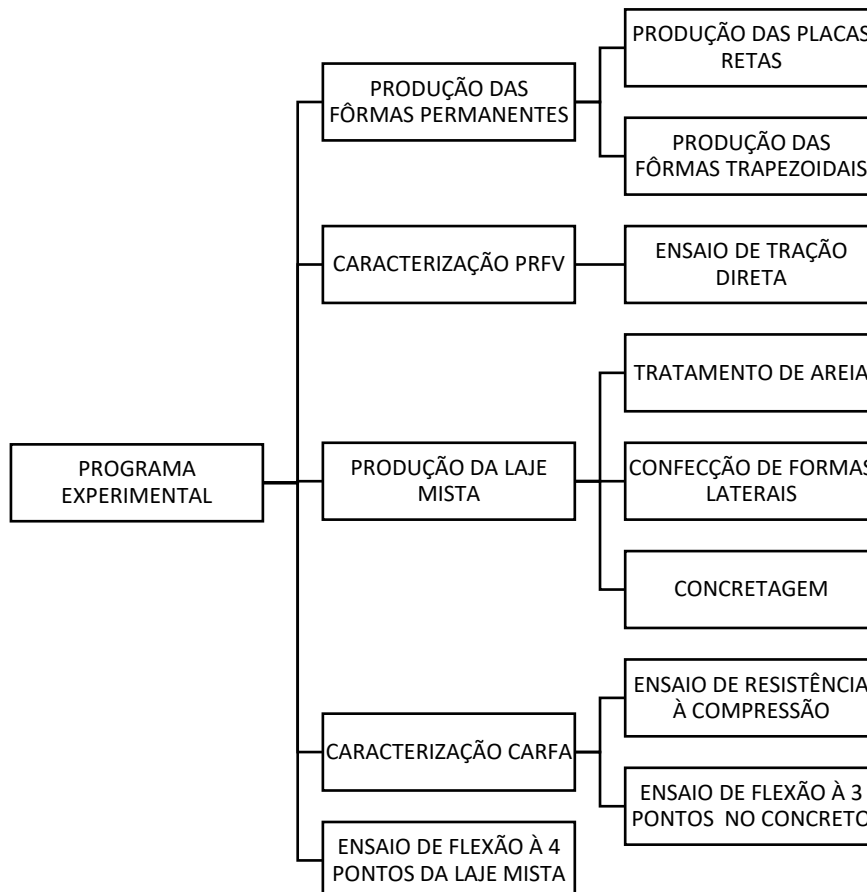 PROGRAMA
EXPERIMENTAL
PRODUÇÃO DAS
FÔRMAS PERMANENTES
PRODUÇÃO DAS PLACAS
RETAS
PRODUÇÃO DAS
FÔRMAS TRAPEZOIDAIS
CARACTERIZAÇÃO PRFV
ENSAIO DE TRAÇÃO
DIRETA
PRODUÇÃO DA LAJE
MISTA
TRATAMENTO DE AREIA
CONFECÇÃO DE FORMAS
LATERAIS
CONCRETAGEM
CARACTERIZAÇÃO CARFA
ENSAIO DE RESISTÊNCIA
À COMPRESSÃO
ENSAIO DE FLEXÃO À 3
PONTOS NO CONCRETO
ENSAIO DE FLEXÃO À 4
PONTOS DA LAJE MISTA